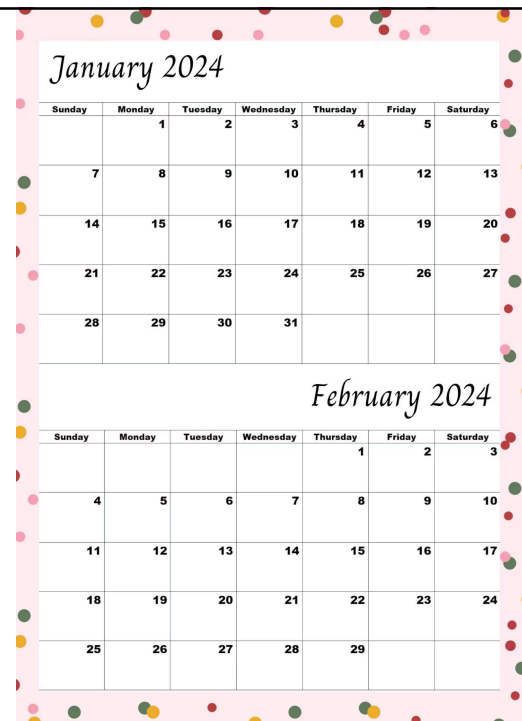 January 2024
Sunday Monday Tuesday Wednesday Thursday Friday Saturday
1 2 3 4 5 6
7 8 9 10 11 12 13
14 15 16 17 18 19 20
21 22 23 24 25 26 27
28 29 30 31
February 2024
Sunday Monday Tuesday Wednesday Thursday Friday Saturday
1 2 3
4 5 6 7 8 9 10
11 12 13 14 15 16 17
18 19 20 21 22 23 24
25 26 27 28 29